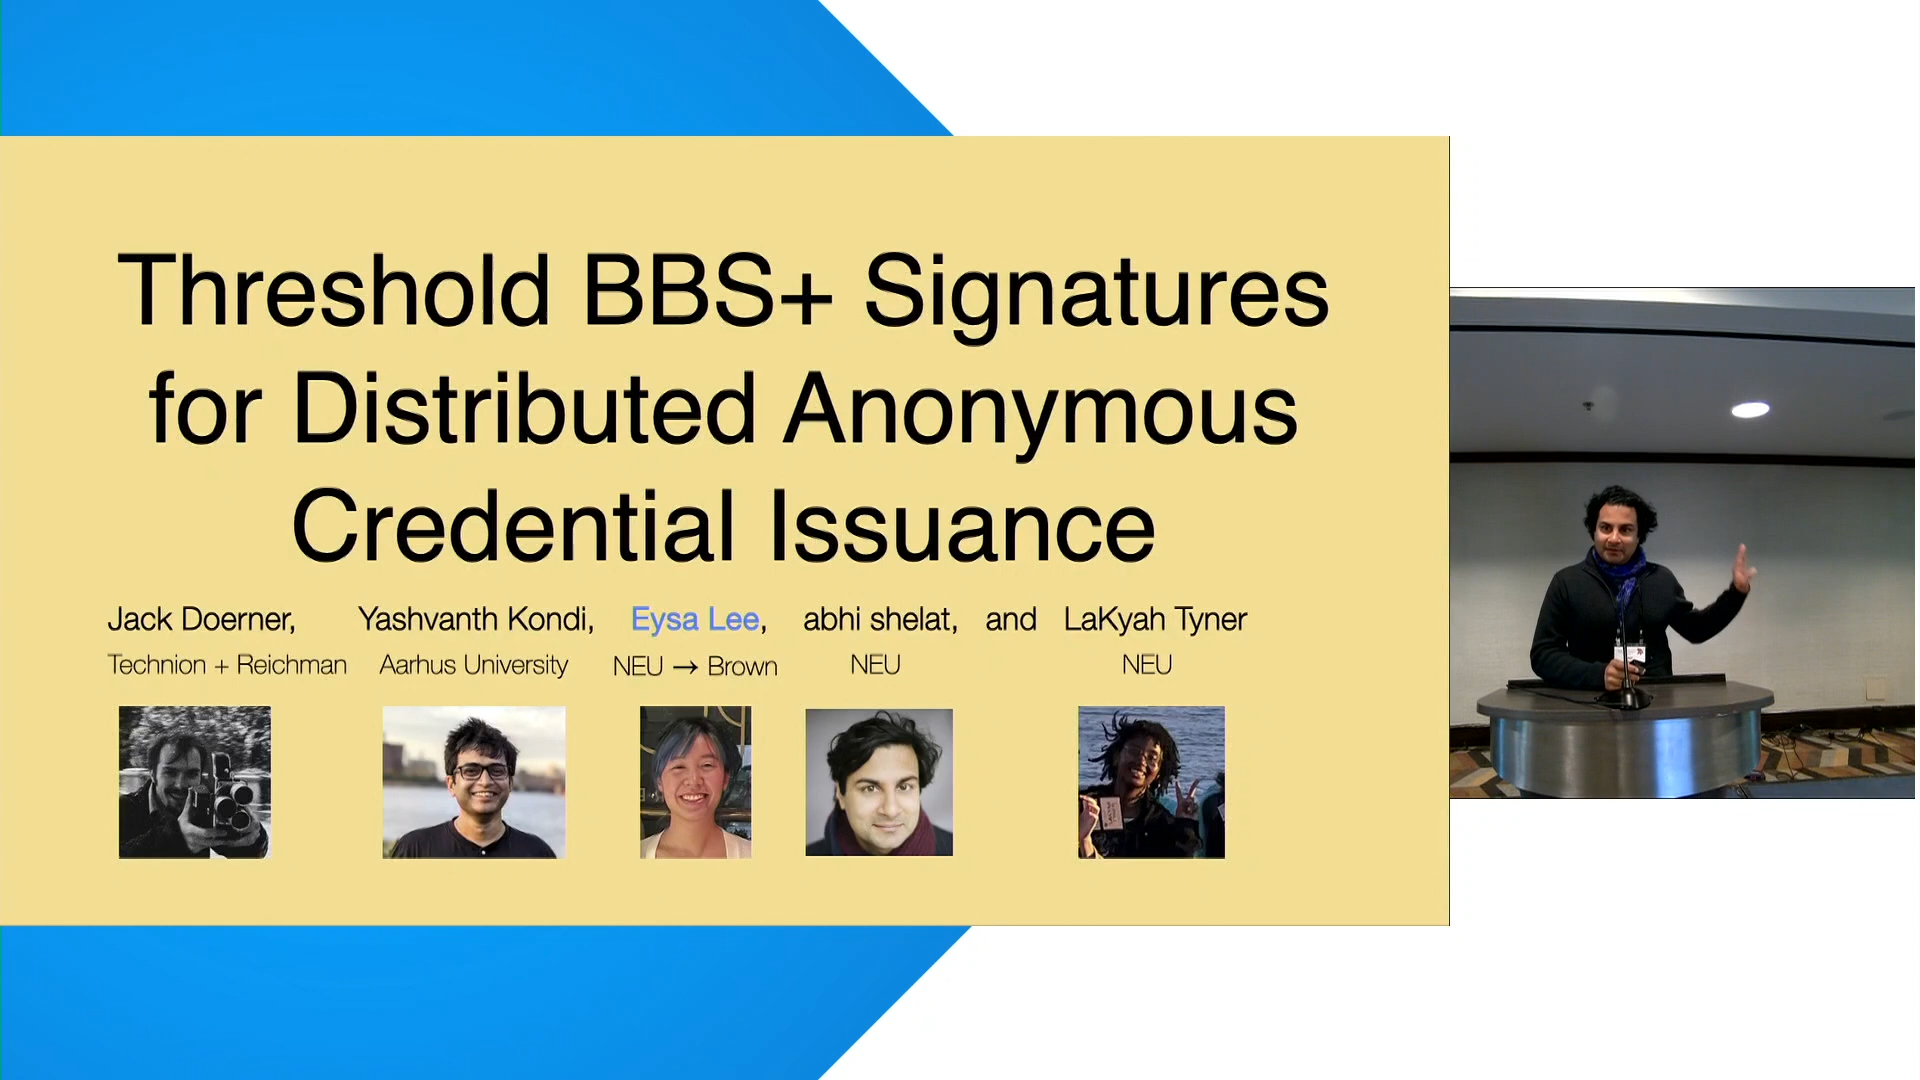 Threshold BBS+ Signatures
for Distributed Anonymous
Credential Issuance
Jack Doerner, Yashvanth Kondi, Eysa Lee, abhi shelat, and LaKyah Tyner
Technion + Reichman Aarhus University NEU → Brown NEU NEU